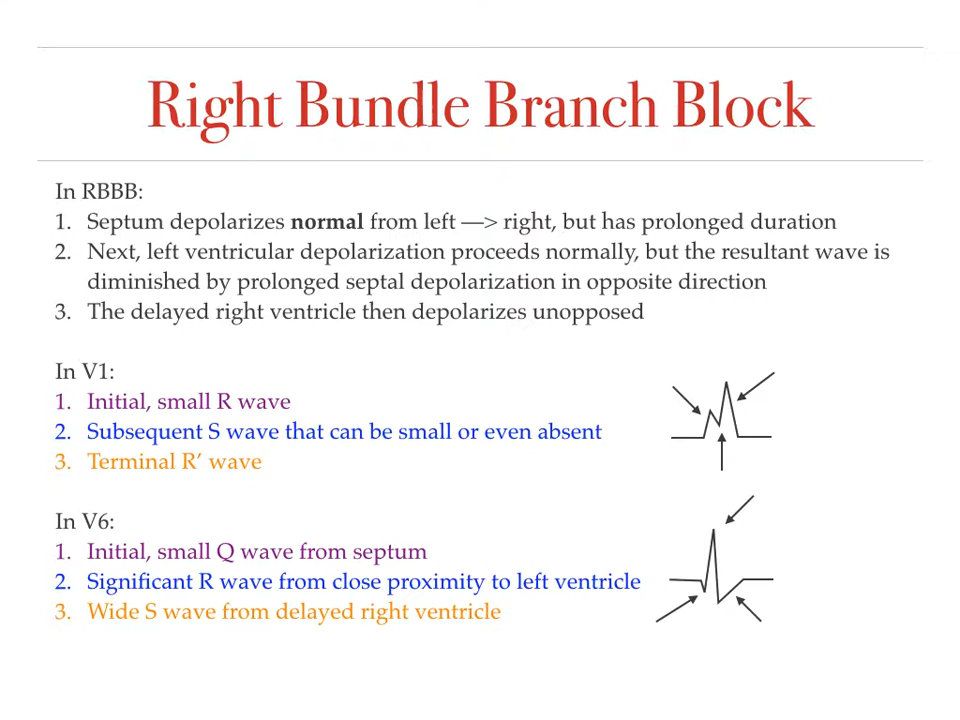 Right Bundle Branch Block
In RBBB:
1. Septum depolarizes normal from left —> right, but has prolonged duration
2. Next, left ventricular depolarization proceeds normally, but the resultant wave is
diminished by prolonged septal depolarization in opposite direction
3. The delayed right ventricle then depolarizes unopposed
In V1:
1. Initial, small R wave
2. Subsequent S wave that can be small or even absent
3. Terminal R’ wave
In V6:
1. Initial, small Q wave from septum
2. Significant R wave from close proximity to left ventricle
3. Wide S wave from delayed right ventricle